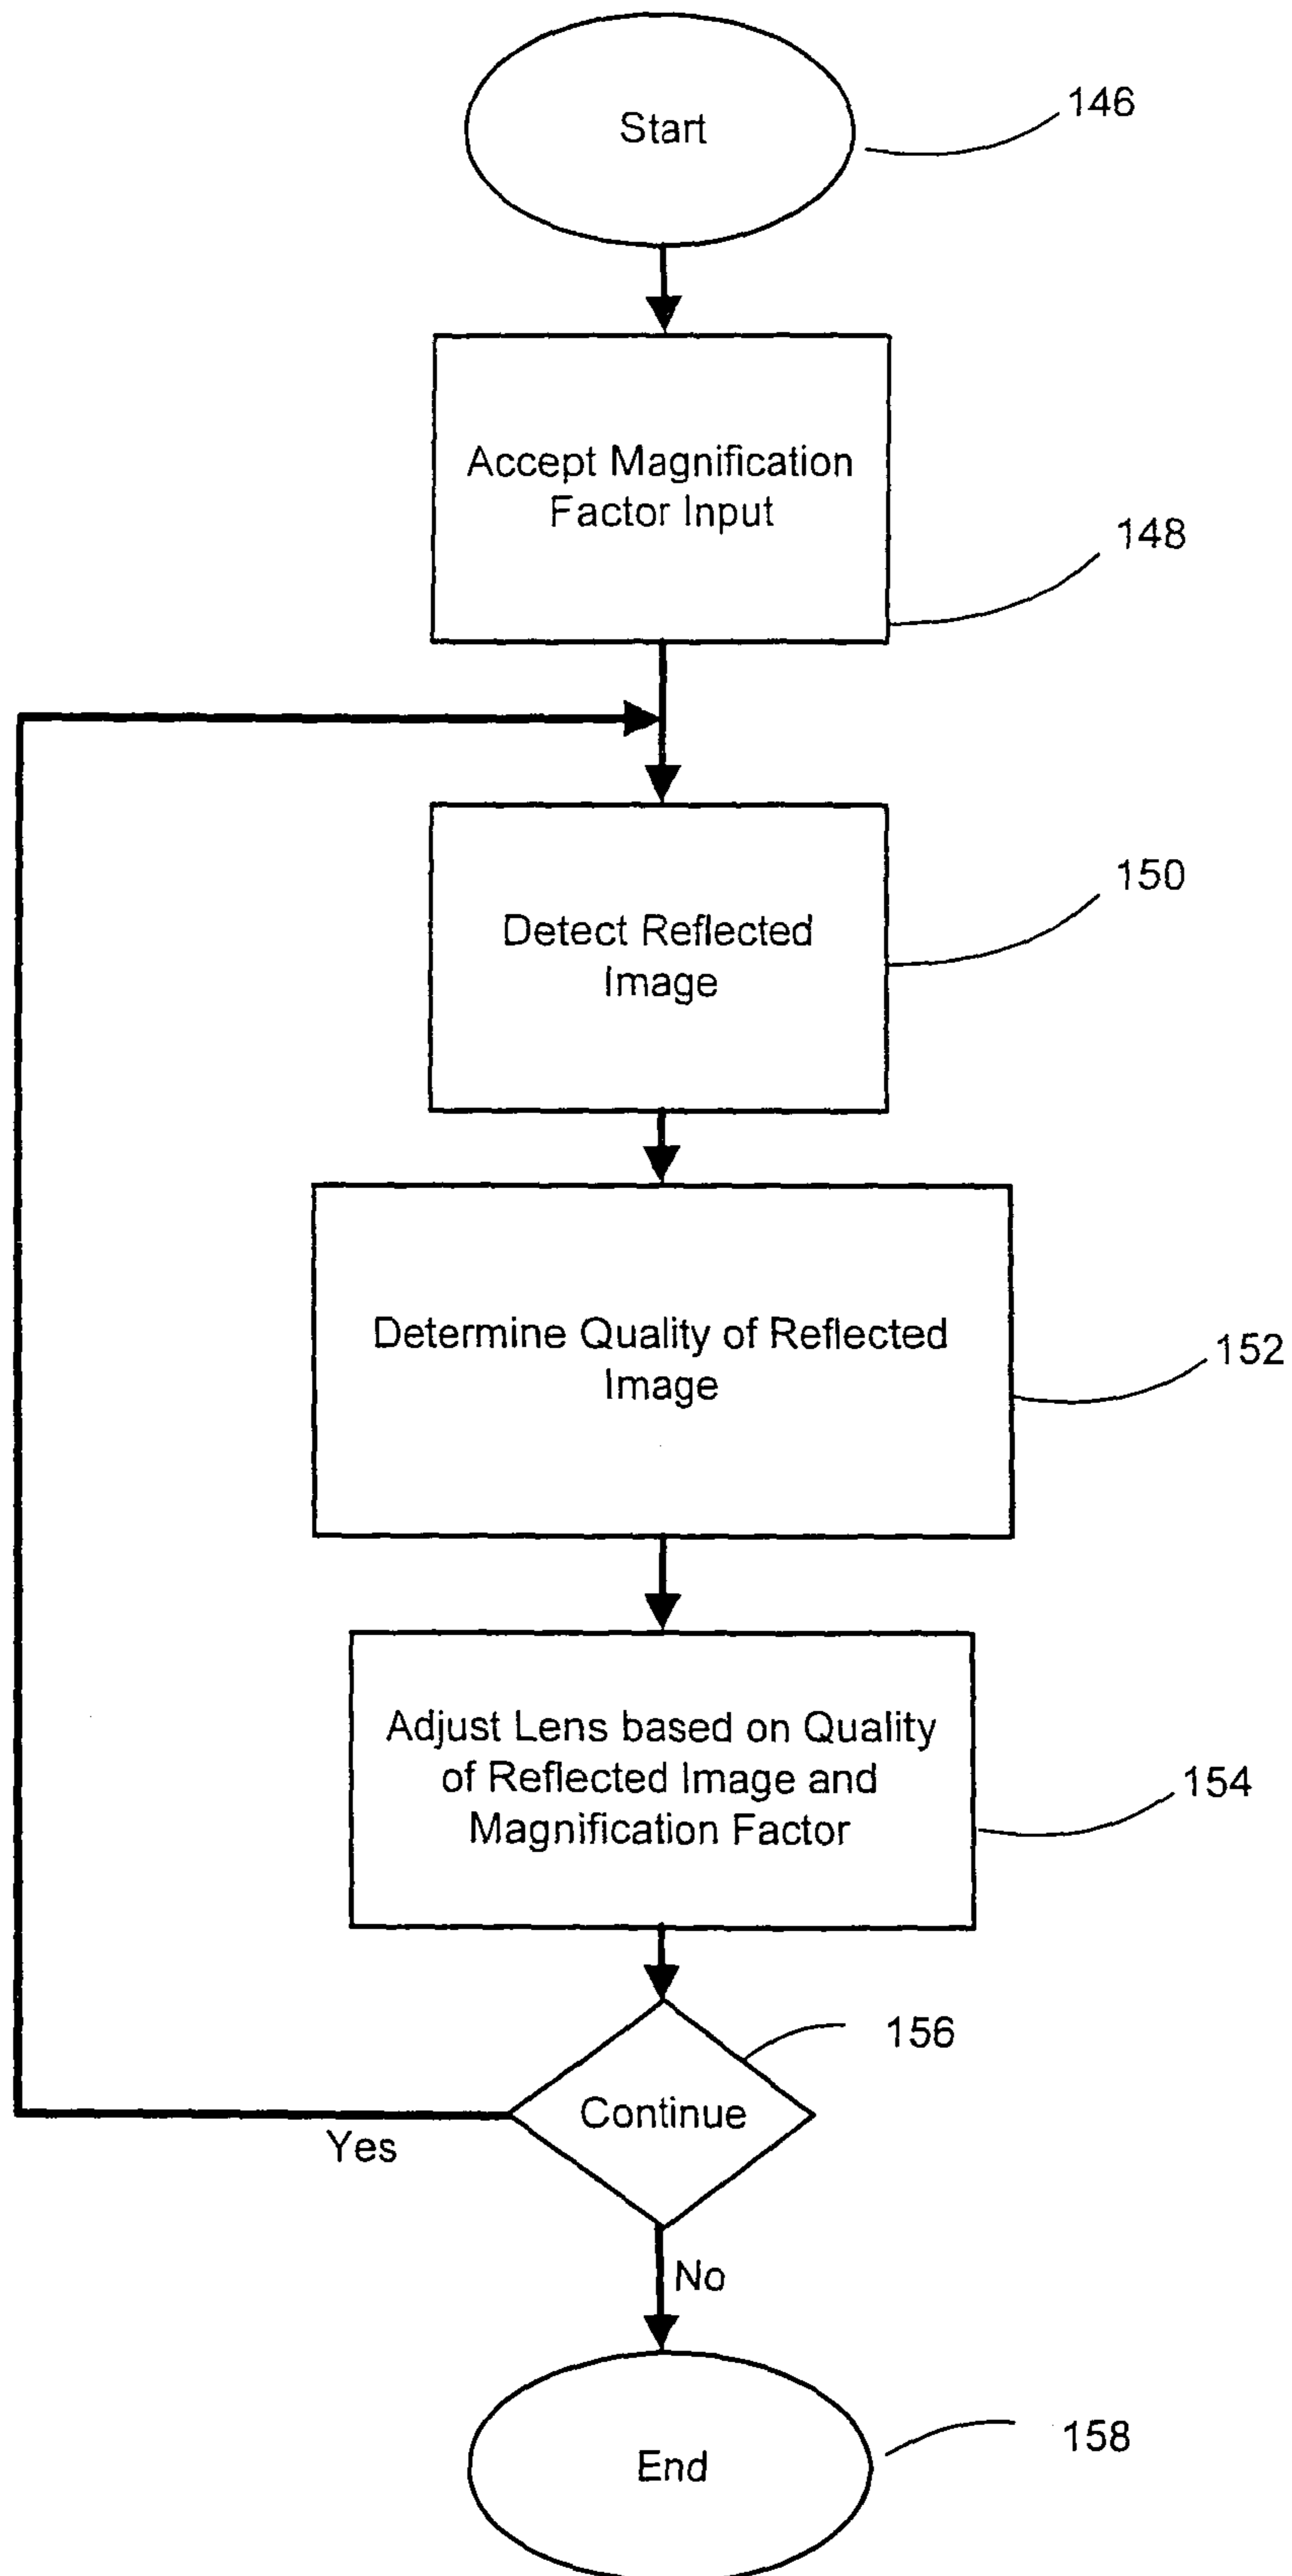 Start
146
Accept Magnification
Factor Input
148
Detect Reflected
Image
150
Determine Quality of Reflected
Image
152
Adjust Lens based on Quality
of Reflected Image and
Magnification Factor
154
156
Continue
Yes
No
End
158